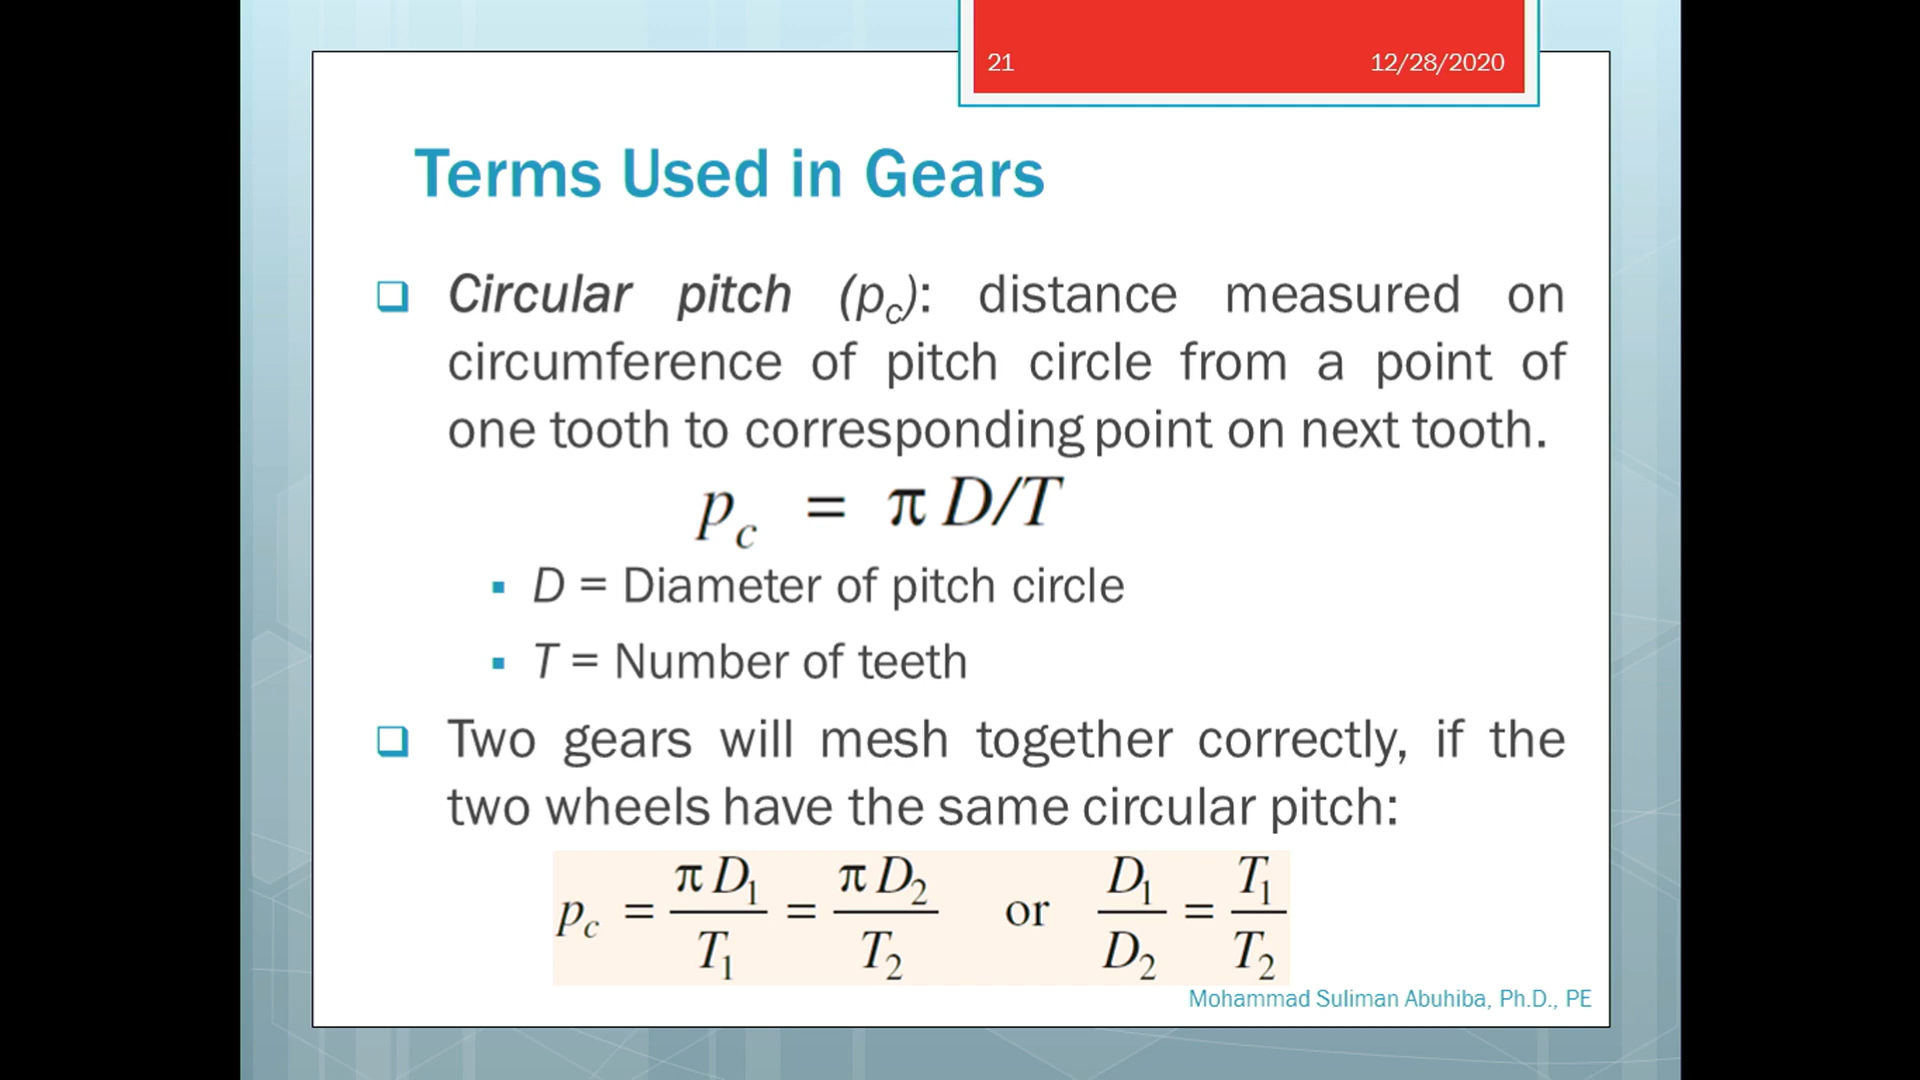 21 12/28/2020
Terms Used in Gears
❑ Circular pitch (p_c): distance measured on
circumference of pitch circle from a point of
one tooth to corresponding point on next tooth.
p_c = π D/T
▪ D = Diameter of pitch circle
▪ T = Number of teeth
❑ Two gears will mesh together correctly, if the
two wheels have the same circular pitch:
p_c = π D₁/T₁ = π D₂/T₂ or D₁/D₂ = T₁/T₂
Mohammad Suliman Abuhiba, Ph.D., PE